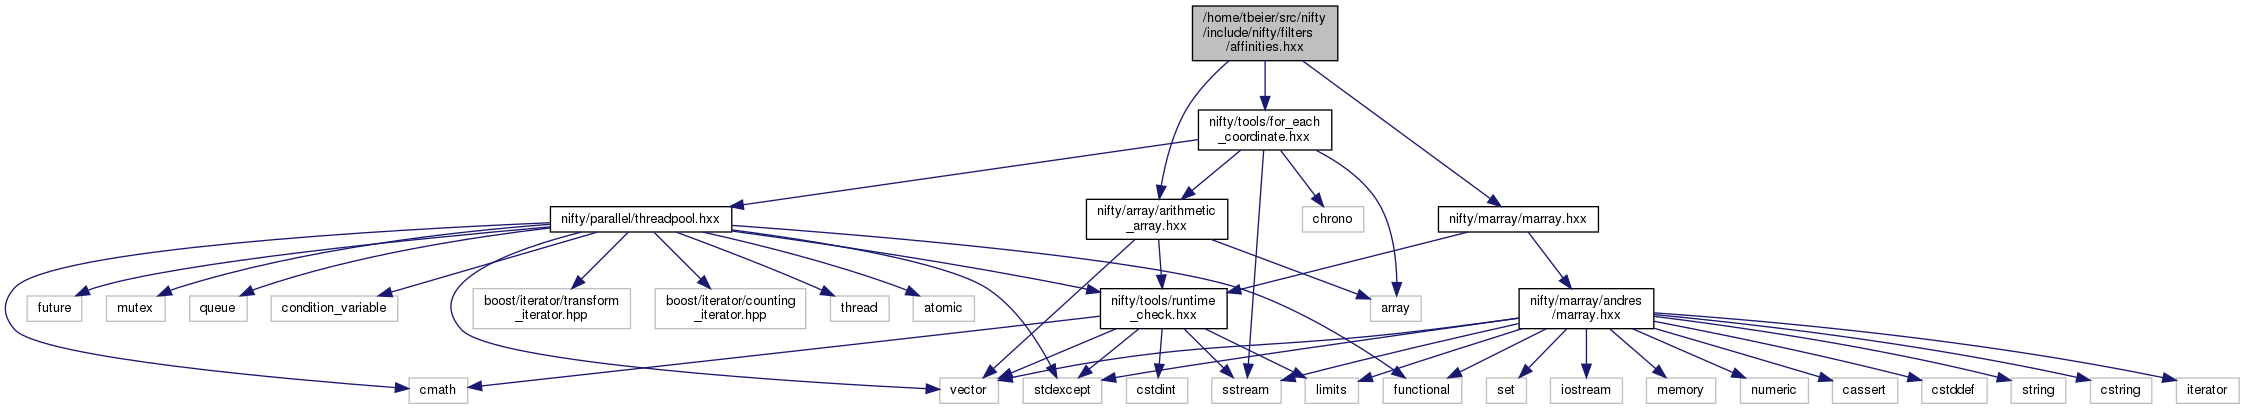 /home/tbeier/src/nifty
/include/nifty/filters
/affinities.hxx
nifty/tools/for_each
_coordinate.hxx
nifty/parallel/threadpool.hxx
nifty/array/arithmetic
_array.hxx
chrono
nifty/marray/marray.hxx
future
mutex
queue
condition_variable
boost/iterator/transform
_iterator.hpp
boost/iterator/counting
_iterator.hpp
thread
atomic
nifty/tools/runtime
_check.hxx
array
nifty/marray/andres
/marray.hxx
cmath
vector
stdexcept
cstdint
sstream
limits
functional
set
iostream
memory
numeric
cassert
cstddef
string
cstring
iterator